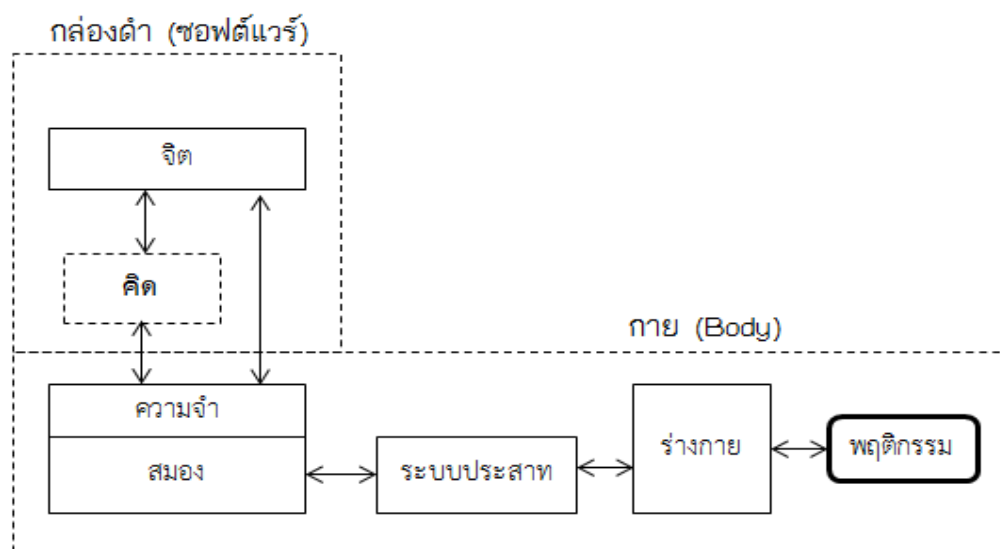 กล่องดำ (ซอฟต์แวร์)
จิต
คิด
กาย (Body)
ความจำ
สมอง
ระบบประสาท
ร่างกาย
พฤติกรรม